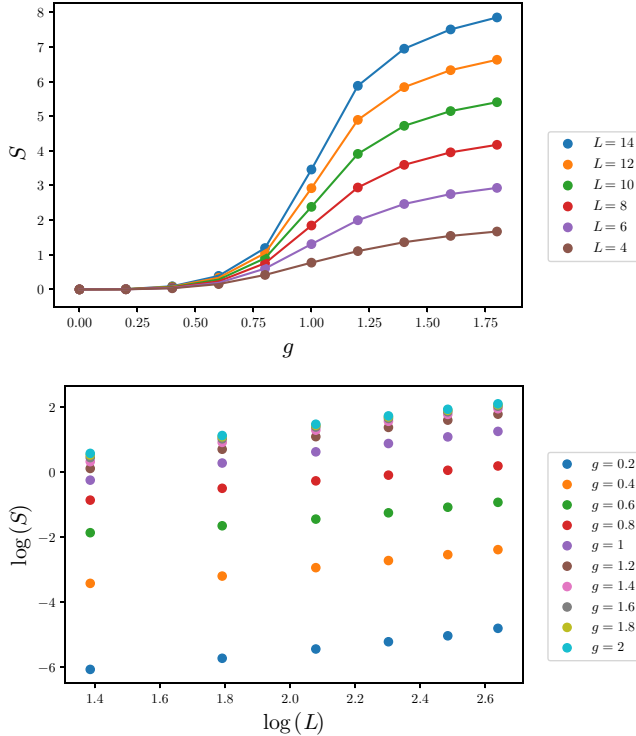 8
7
6
5
4
3
2
1
0
S
0.00 0.25 0.50 0.75 1.00 1.25 1.50 1.75
g
L = 14
L = 12
L = 10
L = 8
L = 6
L = 4
2
0
−2
−4
−6
log (S)
1.4 1.6 1.8 2.0 2.2 2.4 2.6
log (L)
g = 0.2
g = 0.4
g = 0.6
g = 0.8
g = 1
g = 1.2
g = 1.4
g = 1.6
g = 1.8
g = 2